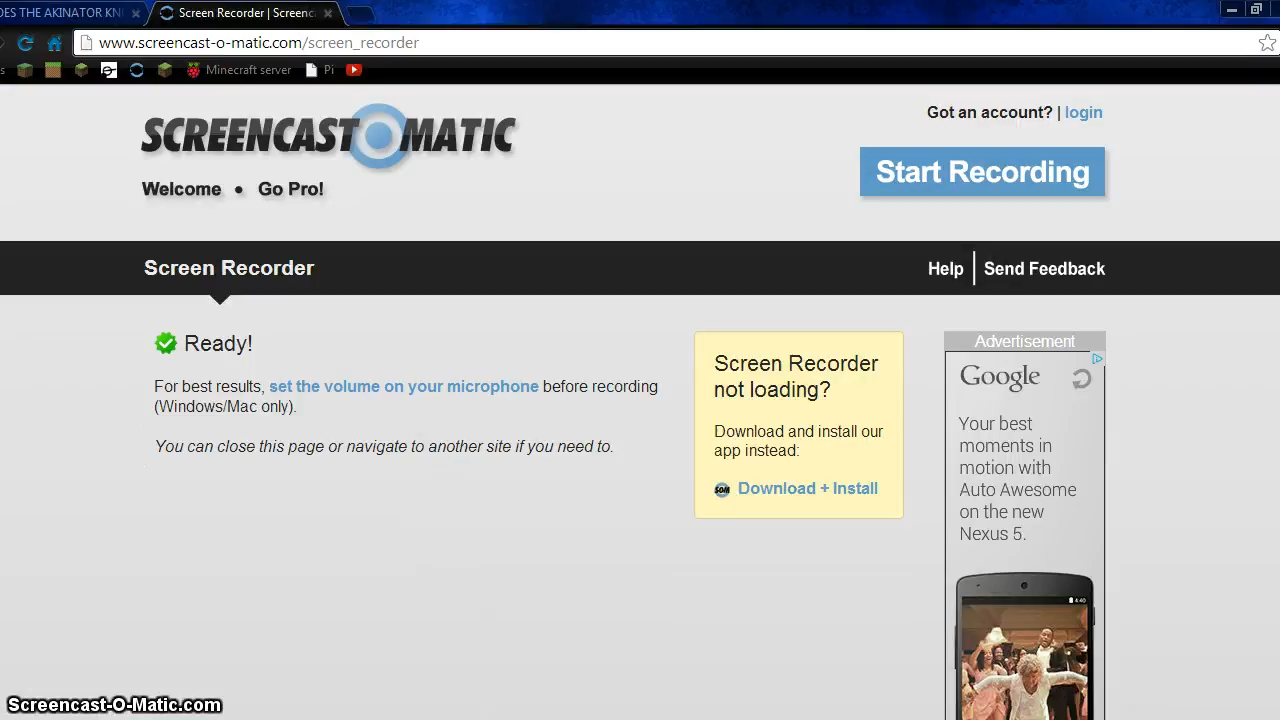 OES THE AKINATOR KN
Screen Recorder | Screenc
www.screencast-o-matic.com/screen_recorder
s
Minecraft server
Pi
SCREENCAST O MATIC
Got an account? | login
Start Recording
Welcome • Go Pro!
Screen Recorder
Help
Send Feedback
Ready!
For best results, set the volume on your microphone before recording
(Windows/Mac only).
You can close this page or navigate to another site if you need to.
Screen Recorder
not loading?
Download and install our
app instead:
SOM
Download + Install
Advertisement
Google
Your best
moments in
motion with
Auto Awesome
on the new
Nexus 5.
4:40
Screencast-O-Matic.com